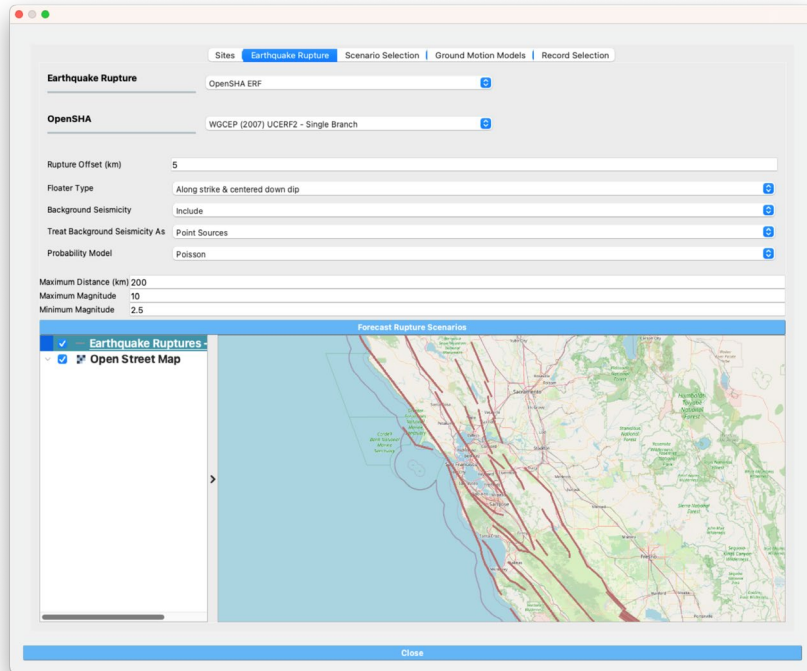 Sites Earthquake Rupture Scenario Selection Ground Motion Models Record Selection
Earthquake Rupture OpenSHA ERF
OpenSHA WGCEP (2007) UCERF2 - Single Branch
Rupture Offset (km) 5
Floater Type Along strike & centered down dip
Background Seismicity Include
Treat Background Seismicity As Point Sources
Probability Model Poisson
Maximum Distance (km) 200
Maximum Magnitude 10
Minimum Magnitude 2.5
Forecast Rupture Scenarios
Earthquake Ruptures -
Open Street Map
Sacramento
Close